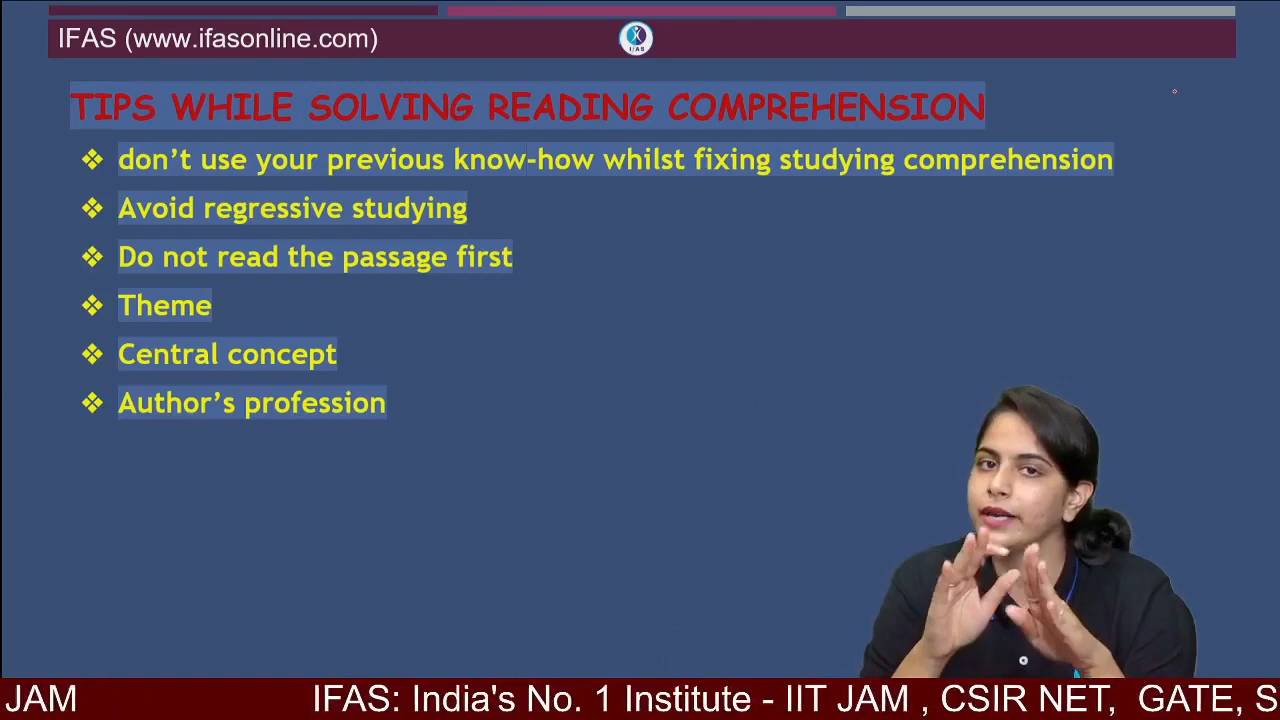 IFAS (www.ifasonline.com)
IFAS
TIPS WHILE SOLVING READING COMPREHENSION
don’t use your previous know-how whilst fixing studying comprehension
Avoid regressive studying
Do not read the passage first
Theme
Central concept
Author’s profession
JAM IFAS: India's No. 1 Institute - IIT JAM , CSIR NET, GATE, S